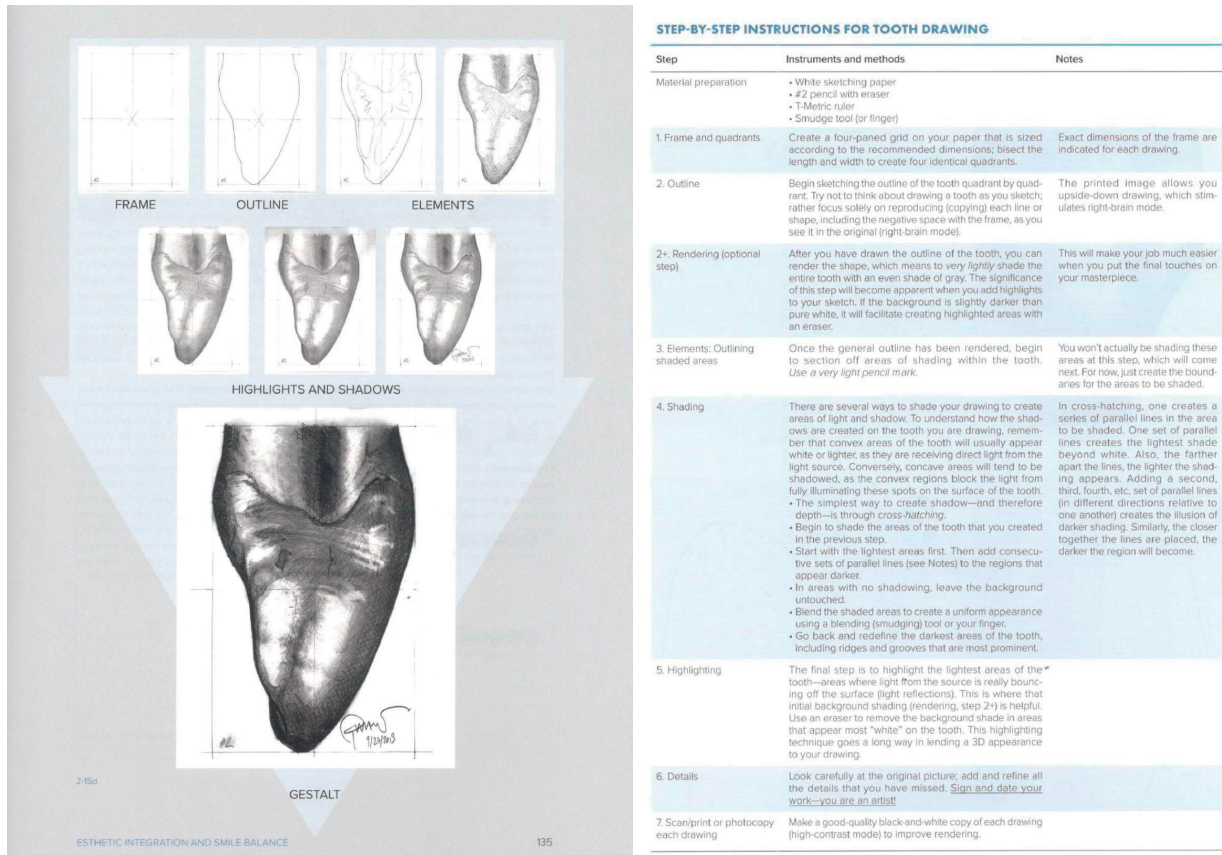 FRAME
OUTLINE
ELEMENTS
HIGHLIGHTS AND SHADOWS
#2
9/27/2013
2-15d
GESTALT
ESTHETIC INTEGRATION AND SMILE BALANCE
135
STEP-BY-STEP INSTRUCTIONS FOR TOOTH DRAWING
Step
Instruments and methods
Notes
Material preparation
• White sketching paper
• #2 pencil with eraser
• T-Metric ruler
• Smudge tool (or finger)
1. Frame and quadrants
Create a four-paned grid on your paper that is sized
according to the recommended dimensions; bisect the
length and width to create four identical quadrants.
Exact dimensions of the frame are
indicated for each drawing.
2. Outline
Begin sketching the outline of the tooth quadrant by quad-
rant. Try not to think about drawing a tooth as you sketch;
rather focus solely on reproducing (copying) each line or
shape, including the negative space with the frame, as you
see it in the original (right-brain mode).
The printed image allows you
upside-down drawing, which stim-
ulates right-brain mode.
2+. Rendering (optional
step)
After you have drawn the outline of the tooth, you can
render the shape, which means to very lightly shade the
entire tooth with an even shade of gray. The significance
of this step will become apparent when you add highlights
to your sketch. If the background is slightly darker than
pure white, it will facilitate creating highlighted areas with
an eraser.
This will make your job much easier
when you put the final touches on
your masterpiece.
3. Elements: Outlining
shaded areas
Once the general outline has been rendered, begin
to section off areas of shading within the tooth.
Use a very light pencil mark.
You won't actually be shading these
areas at this step, which will come
next. For now, just create the bound-
aries for the areas to be shaded.
4. Shading
There are several ways to shade your drawing to create
areas of light and shadow. To understand how the shad-
ows are created on the tooth you are drawing, remem-
ber that convex areas of the tooth will usually appear
white or lighter, as they are receiving direct light from the
light source. Conversely, concave areas will tend to be
shadowed, as the convex regions block the light from
fully illuminating these spots on the surface of the tooth.
• The simplest way to create shadow—and therefore
depth—is through cross-hatching.
• Begin to shade the areas of the tooth that you created
in the previous step.
• Start with the lightest areas first. Then add consecu-
tive sets of parallel lines (see Notes) to the regions that
appear darker.
• In areas with no shadowing, leave the background
untouched.
• Blend the shaded areas to create a uniform appearance
using a blending (smudging) tool or your finger.
• Go back and redefine the darkest areas of the tooth,
including ridges and grooves that are most prominent.
In cross-hatching, one creates a
series of parallel lines in the area
to be shaded. One set of parallel
lines creates the lightest shade
beyond white. Also, the farther
apart the lines, the lighter the shad-
ing appears. Adding a second,
third, fourth, etc, set of parallel lines
(in different directions relative to
one another) creates the illusion of
darker shading. Similarly, the closer
together the lines are placed, the
darker the region will become.
5. Highlighting
The final step is to highlight the lightest areas of the
tooth—areas where light from the source is really bounc-
ing off the surface (light reflections). This is where that
initial background shading (rendering, step 2+) is helpful.
Use an eraser to remove the background shade in areas
that appear most "white" on the tooth. This highlighting
technique goes a long way in lending a 3D appearance
to your drawing.
6. Details
Look carefully at the original picture; add and refine all
the details that you have missed. Sign and date your
work—you are an artist!
7. Scan/print or photocopy
each drawing
Make a good-quality black-and-white copy of each drawing
(high-contrast mode) to improve rendering.